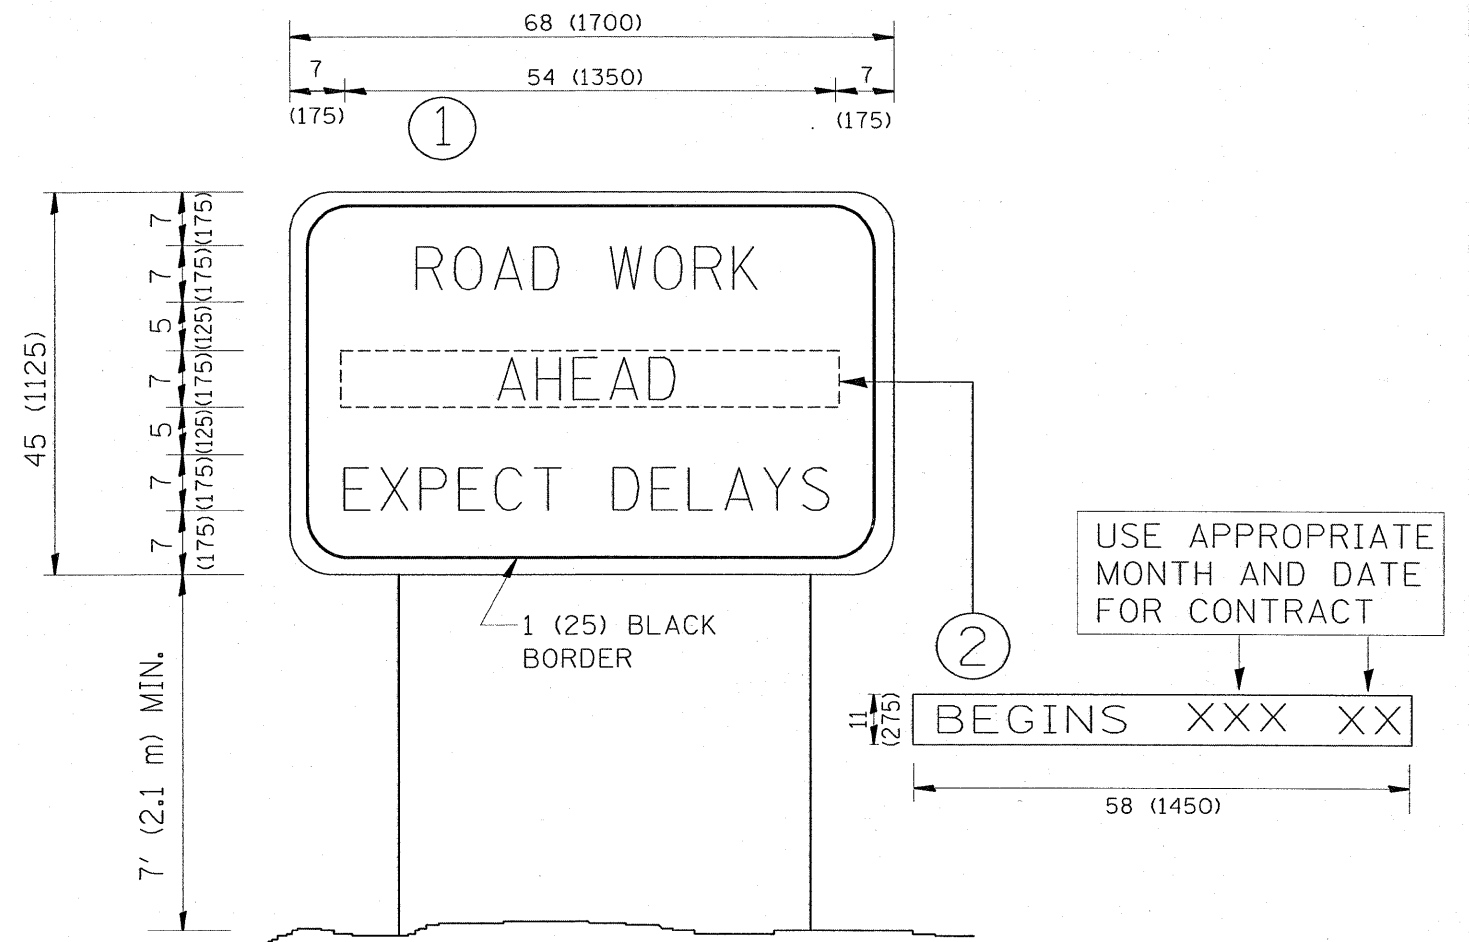 68 (1700)
7
54 (1350)
7
(175)
(175)
1
45 (1125)
7
(175)
7
(175)
5
(125)
7
(175)
5
(125)
7
(175)
7
(175)
ROAD WORK
AHEAD
EXPECT DELAYS
1 (25) BLACK
BORDER
7' (2.1 m) MIN.
2
USE APPROPRIATE
MONTH AND DATE
FOR CONTRACT
11
(275)
BEGINS XXX XX
58 (1450)